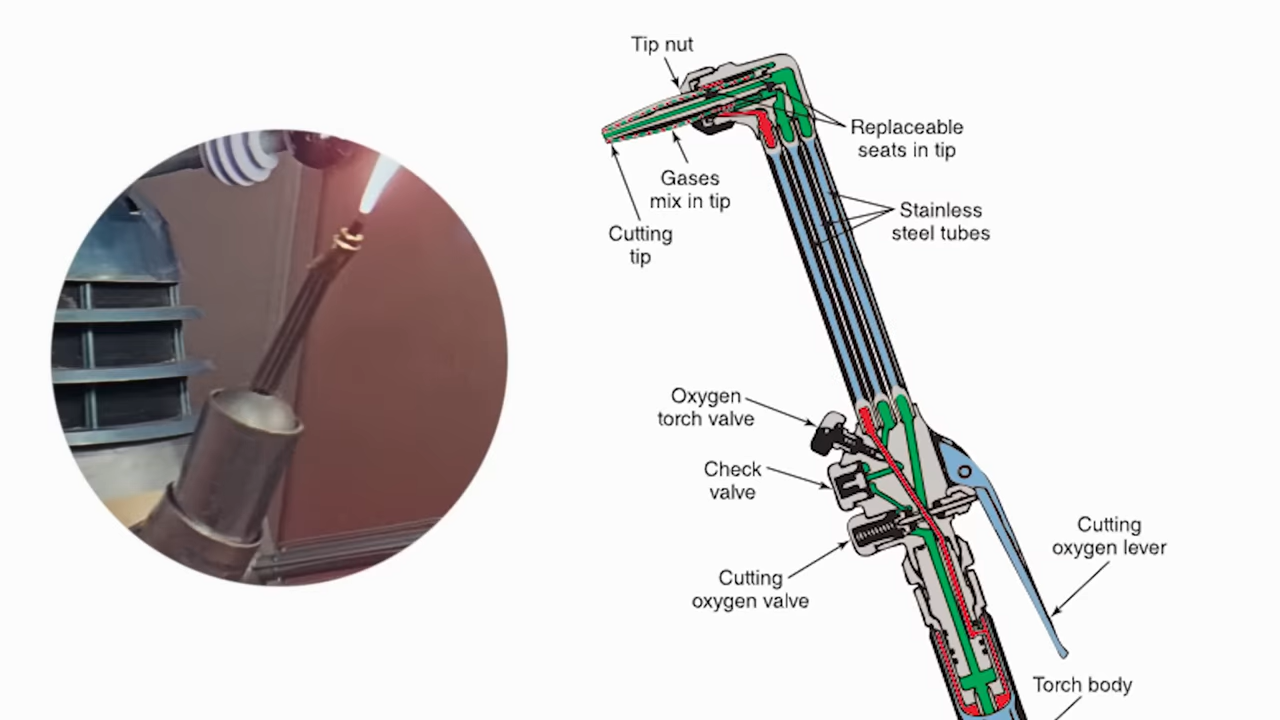 Tip nut
Replaceable
seats in tip
Gases
mix in tip
Stainless
steel tubes
Cutting
tip
Oxygen
torch valve
Check
valve
Cutting
oxygen lever
Cutting
oxygen valve
Torch body